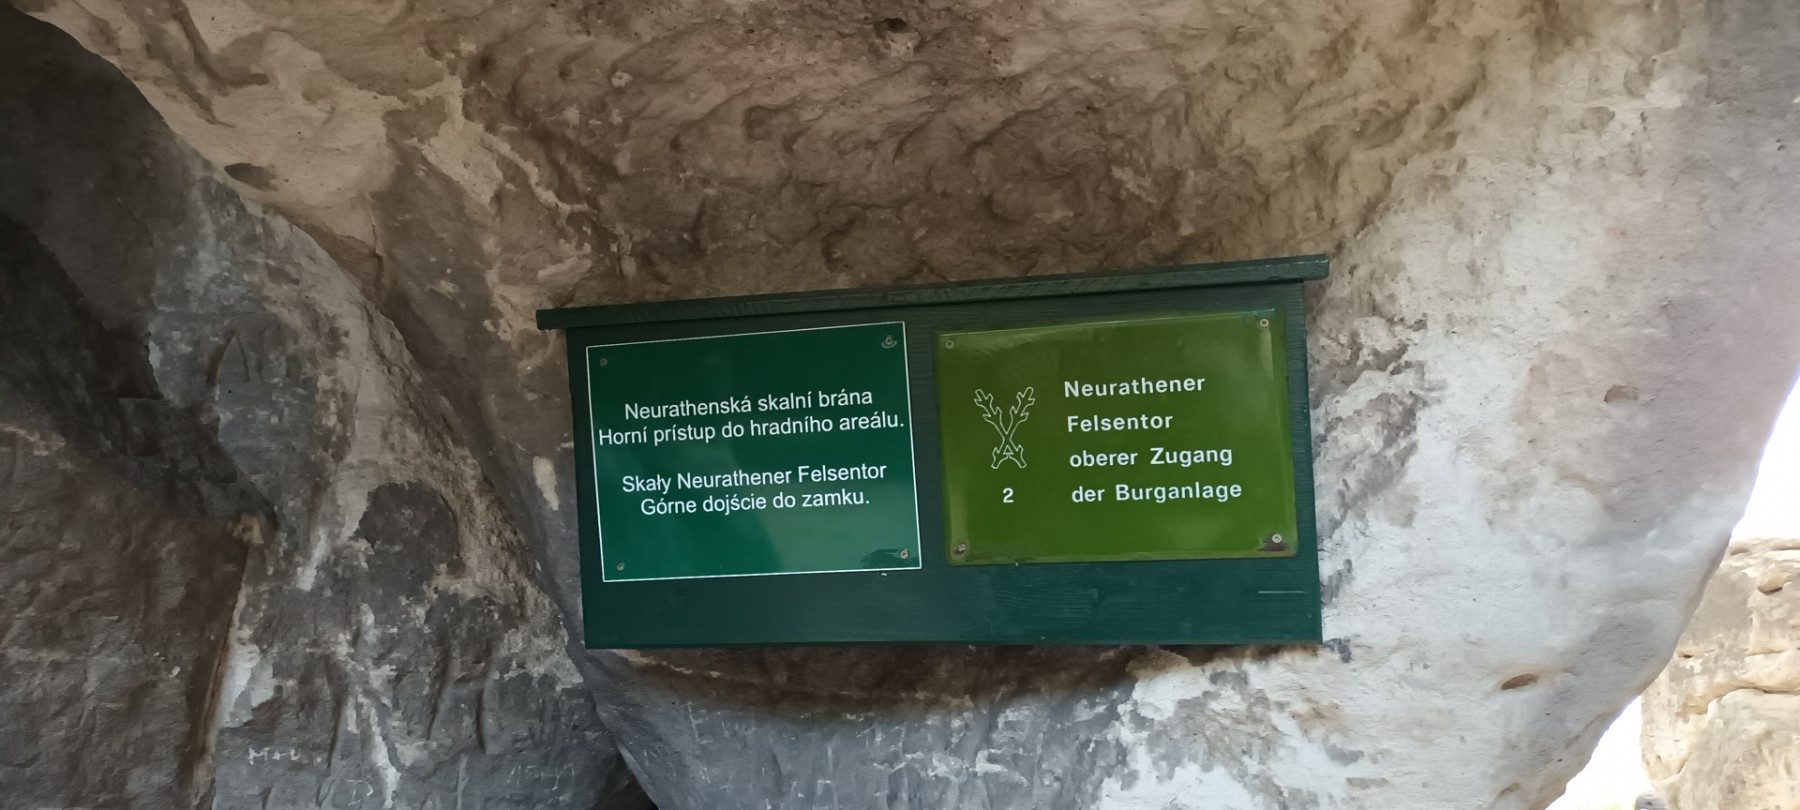 Neurathenská skalní brána
Horní prístup do hradního areálu.
Skały Neurathener Felsentor
Górne dojście do zamku.
Neurathener
Felsentor
oberer Zugang
der Burganlage
2